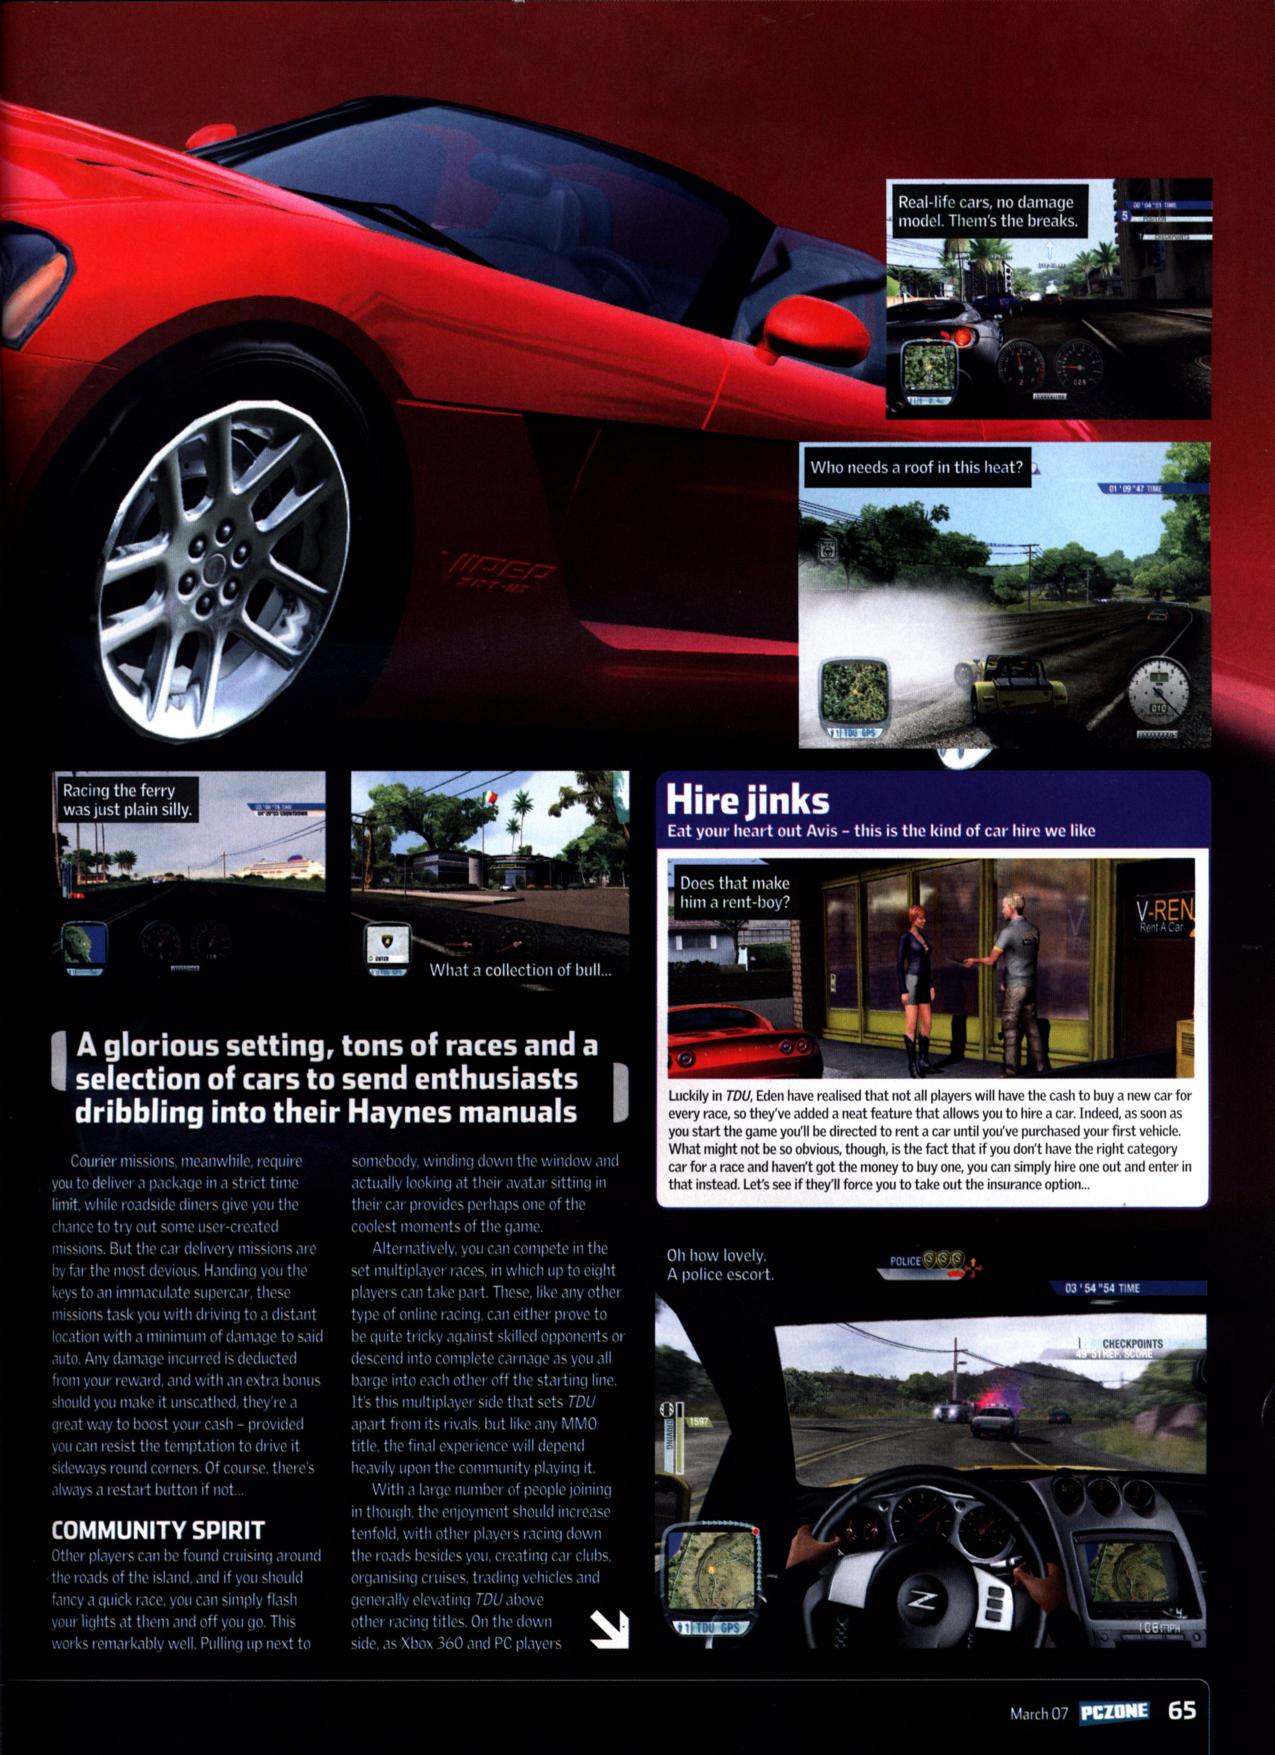 Real-life cars, no damage
model. Them's the breaks.
5 POSITION
CHECKPOINTS
Who needs a roof in this heat?
01 '09 "47 TIME
1 TDU GPS
VIPER
SRT-10
Racing the ferry
was just plain silly.
ENTER
What a collection of bull...
Hire jinks
Eat your heart out Avis – this is the kind of car hire we like
Does that make
him a rent-boy?
V-REN
Rent A Car
Luckily in TDU, Eden have realised that not all players will have the cash to buy a new car for
every race, so they've added a neat feature that allows you to hire a car. Indeed, as soon as
you start the game you'll be directed to rent a car until you've purchased your first vehicle.
What might not be so obvious, though, is the fact that if you don't have the right category
car for a race and haven't got the money to buy one, you can simply hire one out and enter in
that instead. Let's see if they'll force you to take out the insurance option...
A glorious setting, tons of races and a
selection of cars to send enthusiasts
dribbling into their Haynes manuals
Courier missions, meanwhile, require
you to deliver a package in a strict time
limit, while roadside diners give you the
chance to try out some user-created
missions. But the car delivery missions are
by far the most devious. Handing you the
keys to an immaculate supercar, these
missions task you with driving to a distant
location with a minimum of damage to said
auto. Any damage incurred is deducted
from your reward, and with an extra bonus
should you make it unscathed, they're a
great way to boost your cash – provided
you can resist the temptation to drive it
sideways round corners. Of course, there's
always a restart button if not...
COMMUNITY SPIRIT
Other players can be found cruising around
the roads of the island, and if you should
fancy a quick race, you can simply flash
your lights at them and off you go. This
works remarkably well. Pulling up next to
somebody, winding down the window and
actually looking at their avatar sitting in
their car provides perhaps one of the
coolest moments of the game.
Alternatively, you can compete in the
set multiplayer races, in which up to eight
players can take part. These, like any other
type of online racing, can either prove to
be quite tricky against skilled opponents or
descend into complete carnage as you all
barge into each other off the starting line.
It's this multiplayer side that sets TDU
apart from its rivals, but like any MMO
title, the final experience will depend
heavily upon the community playing it.
With a large number of people joining
in though, the enjoyment should increase
tenfold, with other players racing down
the roads besides you, creating car clubs,
organising cruises, trading vehicles and
generally elevating TDU above
other racing titles. On the down
side, as Xbox 360 and PC players
Oh how lovely.
A police escort.
POLICE
03 '54 "54 TIME
CHECKPOINTS
REF. SCORE
1597
Z
1 TDU GPS
108 MPH
March 07 PCZONE 65